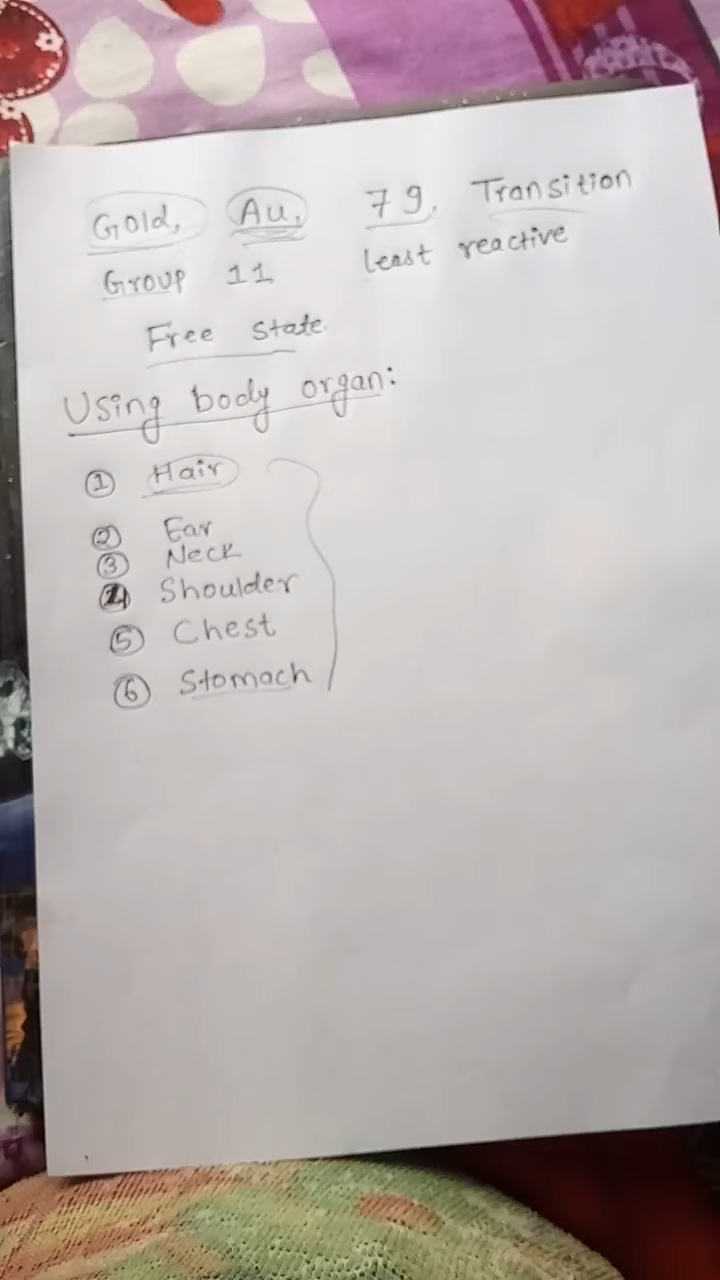 Gold, Au, 79, Transition
Group 11 least reactive
Free state
Using body organ:
① Hair
② Ear
③ Neck
④ Shoulder
⑤ Chest
⑥ Stomach